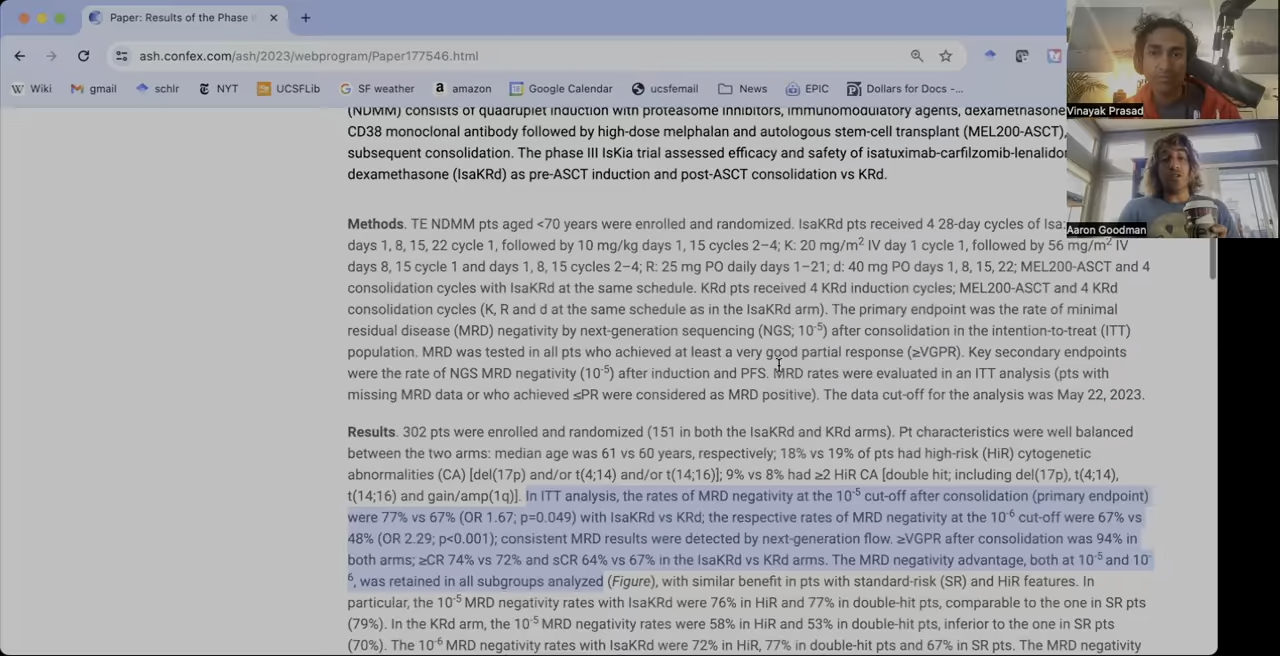 Paper: Results of the Phase I
ash.confex.com/ash/2023/webprogram/Paper177546.html
Wiki gmail schlr NYT UCSFLib SF weather amazon Google Calendar ucsfemail News EPIC Dollars for Docs -...
Vinayak Prasad
Aaron Goodman
(NDMM) consists of quadruplet induction with proteasome inhibitors, immunomodulatory agents, dexamethasone
CD38 monoclonal antibody followed by high-dose melphalan and autologous stem-cell transplant (MEL200-ASCT),
subsequent consolidation. The phase III IsKia trial assessed efficacy and safety of isatuximab-carfilzomib-lenalidor
dexamethasone (IsaKRd) as pre-ASCT induction and post-ASCT consolidation vs KRd.
Methods. TE NDMM pts aged <70 years were enrolled and randomized. IsaKRd pts received 4 28-day cycles of Isa:
days 1, 8, 15, 22 cycle 1, followed by 10 mg/kg days 1, 15 cycles 2–4; K: 20 mg/m2 IV day 1 cycle 1, followed by 56 mg/m2 IV
days 8, 15 cycle 1 and days 1, 8, 15 cycles 2–4; R: 25 mg PO daily days 1–21; d: 40 mg PO days 1, 8, 15, 22; MEL200-ASCT and 4
consolidation cycles with IsaKRd at the same schedule. KRd pts received 4 KRd induction cycles; MEL200-ASCT and 4 KRd
consolidation cycles (K, R and d at the same schedule as in the IsaKRd arm). The primary endpoint was the rate of minimal
residual disease (MRD) negativity by next-generation sequencing (NGS; 10-5) after consolidation in the intention-to-treat (ITT)
population. MRD was tested in all pts who achieved at least a very good partial response (≥VGPR). Key secondary endpoints
were the rate of NGS MRD negativity (10-5) after induction and PFS. MRD rates were evaluated in an ITT analysis (pts with
missing MRD data or who achieved ≤PR were considered as MRD positive). The data cut-off for the analysis was May 22, 2023.
Results. 302 pts were enrolled and randomized (151 in both the IsaKRd and KRd arms). Pt characteristics were well balanced
between the two arms: median age was 61 vs 60 years, respectively; 18% vs 19% of pts had high-risk (HiR) cytogenetic
abnormalities (CA) [del(17p) and/or t(4;14) and/or t(14;16)]; 9% vs 8% had ≥2 HiR CA [double hit; including del(17p), t(4;14),
t(14;16) and gain/amp(1q)]. In ITT analysis, the rates of MRD negativity at the 10-5 cut-off after consolidation (primary endpoint)
were 77% vs 67% (OR 1.67; p=0.049) with IsaKRd vs KRd; the respective rates of MRD negativity at the 10-6 cut-off were 67% vs
48% (OR 2.29; p<0.001); consistent MRD results were detected by next-generation flow. ≥VGPR after consolidation was 94% in
both arms; ≥CR 74% vs 72% and sCR 64% vs 67% in the IsaKRd vs KRd arms. The MRD negativity advantage, both at 10-5 and 10-
6, was retained in all subgroups analyzed (Figure), with similar benefit in pts with standard-risk (SR) and HiR features. In
particular, the 10-5 MRD negativity rates with IsaKRd were 76% in HiR and 77% in double-hit pts, comparable to the one in SR pts
(79%). In the KRd arm, the 10-5 MRD negativity rates were 58% in HiR and 53% in double-hit pts, inferior to the one in SR pts
(70%). The 10-6 MRD negativity rates with IsaKRd were 72% in HiR, 77% in double-hit pts and 67% in SR pts. The MRD negativity